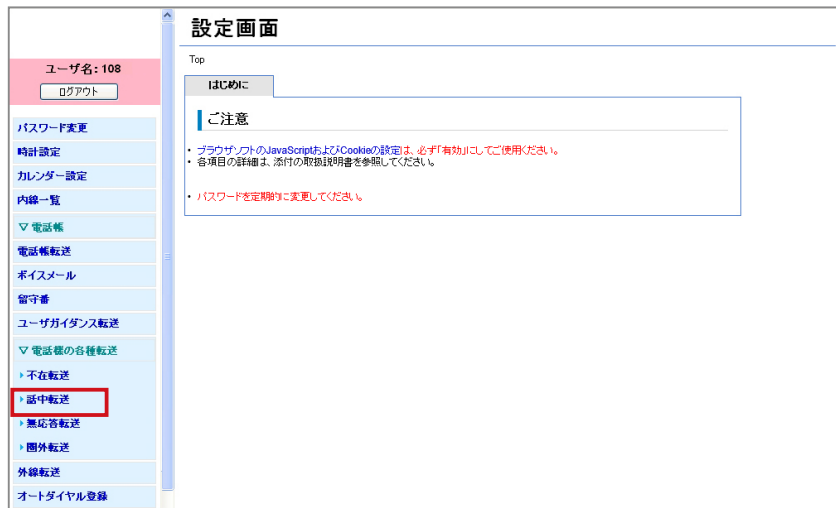 設定画面
ユーザ名:108
ログアウト
パスワード変更
時計設定
カレンダー設定
内線一覧
▽ 電話帳
電話帳転送
ボイスメール
留守番
ユーザガイダンス転送
▽ 電話機の各種転送
不在転送
話中転送
無応答転送
圏外転送
外線転送
オートダイヤル登録
Top
はじめに
ご注意
・ ブラウザソフトのJavaScriptおよびCookieの設定は、必ず「有効」にしてご使用ください。
・ 各項目の詳細は、添付の取扱説明書を参照してください。
・ パスワードを定期的に変更してください。